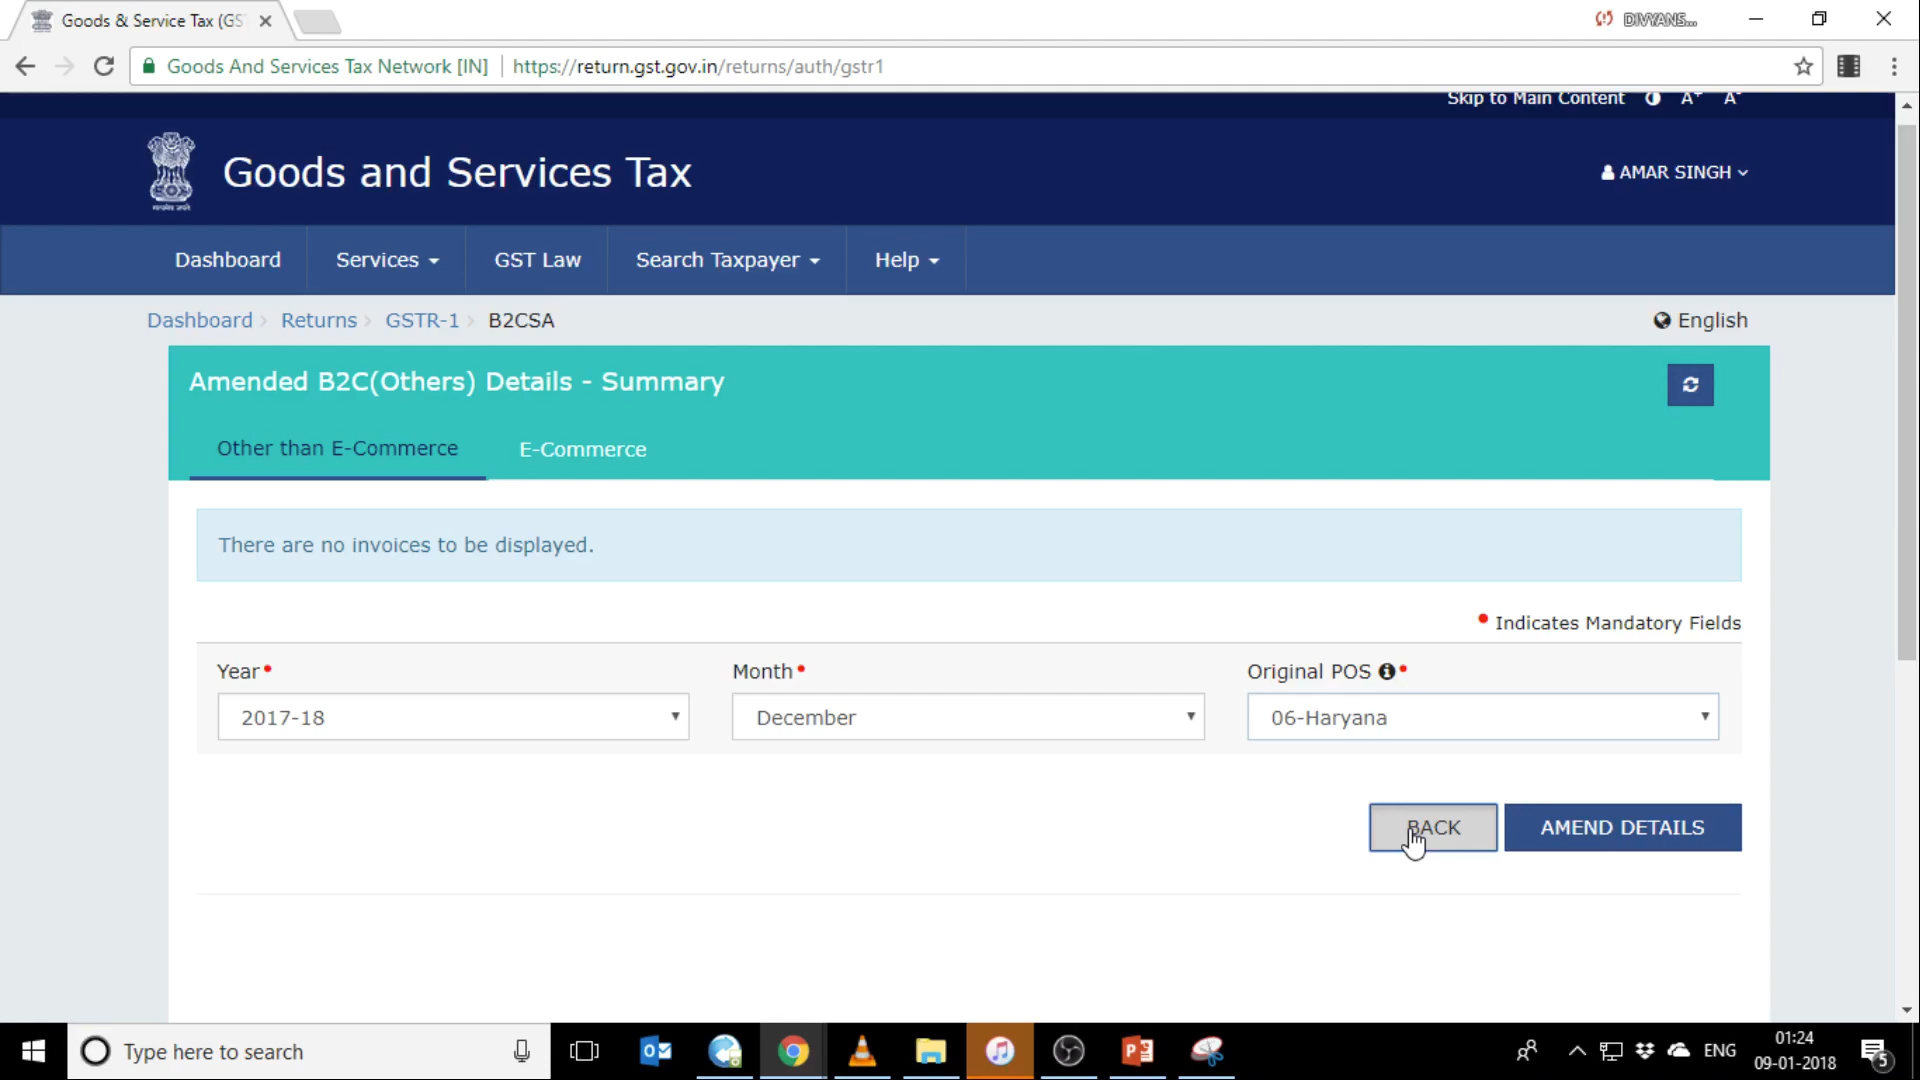 Goods & Service Tax (GS
DIVYANS...
Goods And Services Tax Network [IN]
https://return.gst.gov.in/returns/auth/gstr1
Skip to Main Content
A+
A-
Goods and Services Tax
AMAR SINGH
Dashboard
Services
GST Law
Search Taxpayer
Help
Dashboard
Returns
GSTR-1
B2CSA
English
Amended B2C(Others) Details - Summary
Other than E-Commerce
E-Commerce
There are no invoices to be displayed.
Indicates Mandatory Fields
Year
Month
Original POS
2017-18
December
06-Haryana
BACK
AMEND DETAILS
Type here to search
ENG
01:24
09-01-2018
5